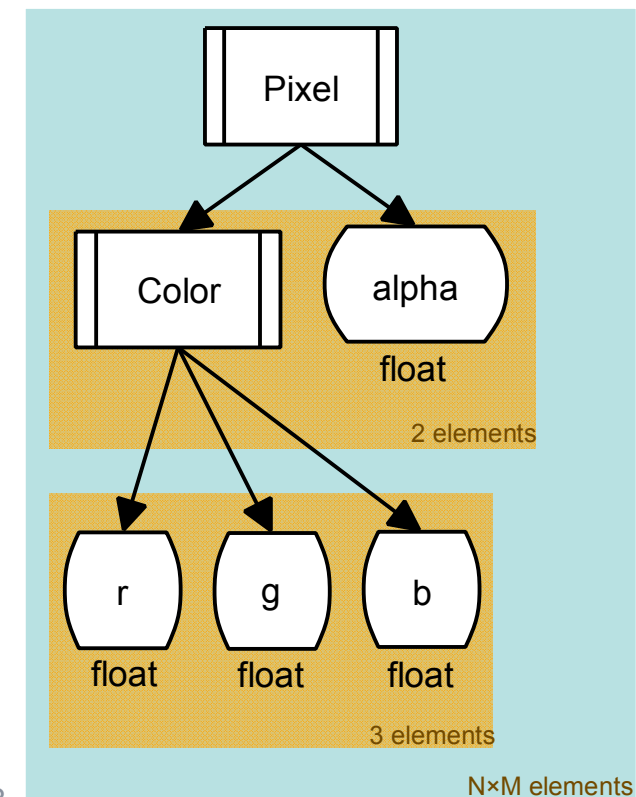 Pixel
Color
alpha
float
2 elements
r
g
b
float
float
float
3 elements
N×M elements